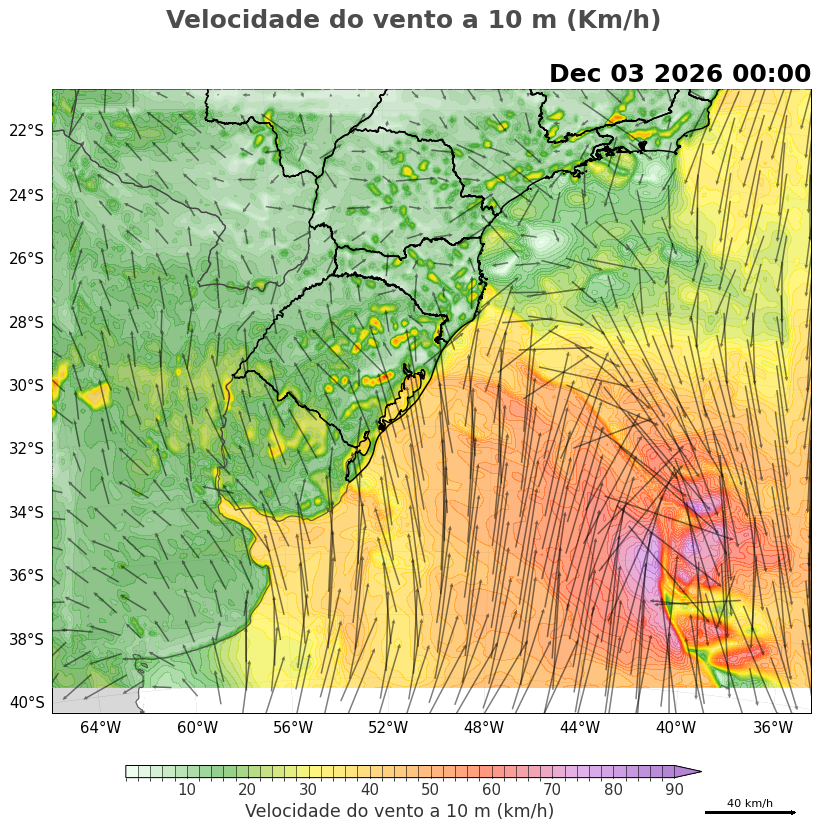 Velocidade do vento a 10 m (Km/h)
Dec 03 2026 00:00
22°S
24°S
26°S
28°S
30°S
32°S
34°S
36°S
38°S
40°S
64°W 60°W 56°W 52°W 48°W 44°W 40°W 36°W
10 20 30 40 50 60 70 80 90
Velocidade do vento a 10 m (km/h)
40 km/h